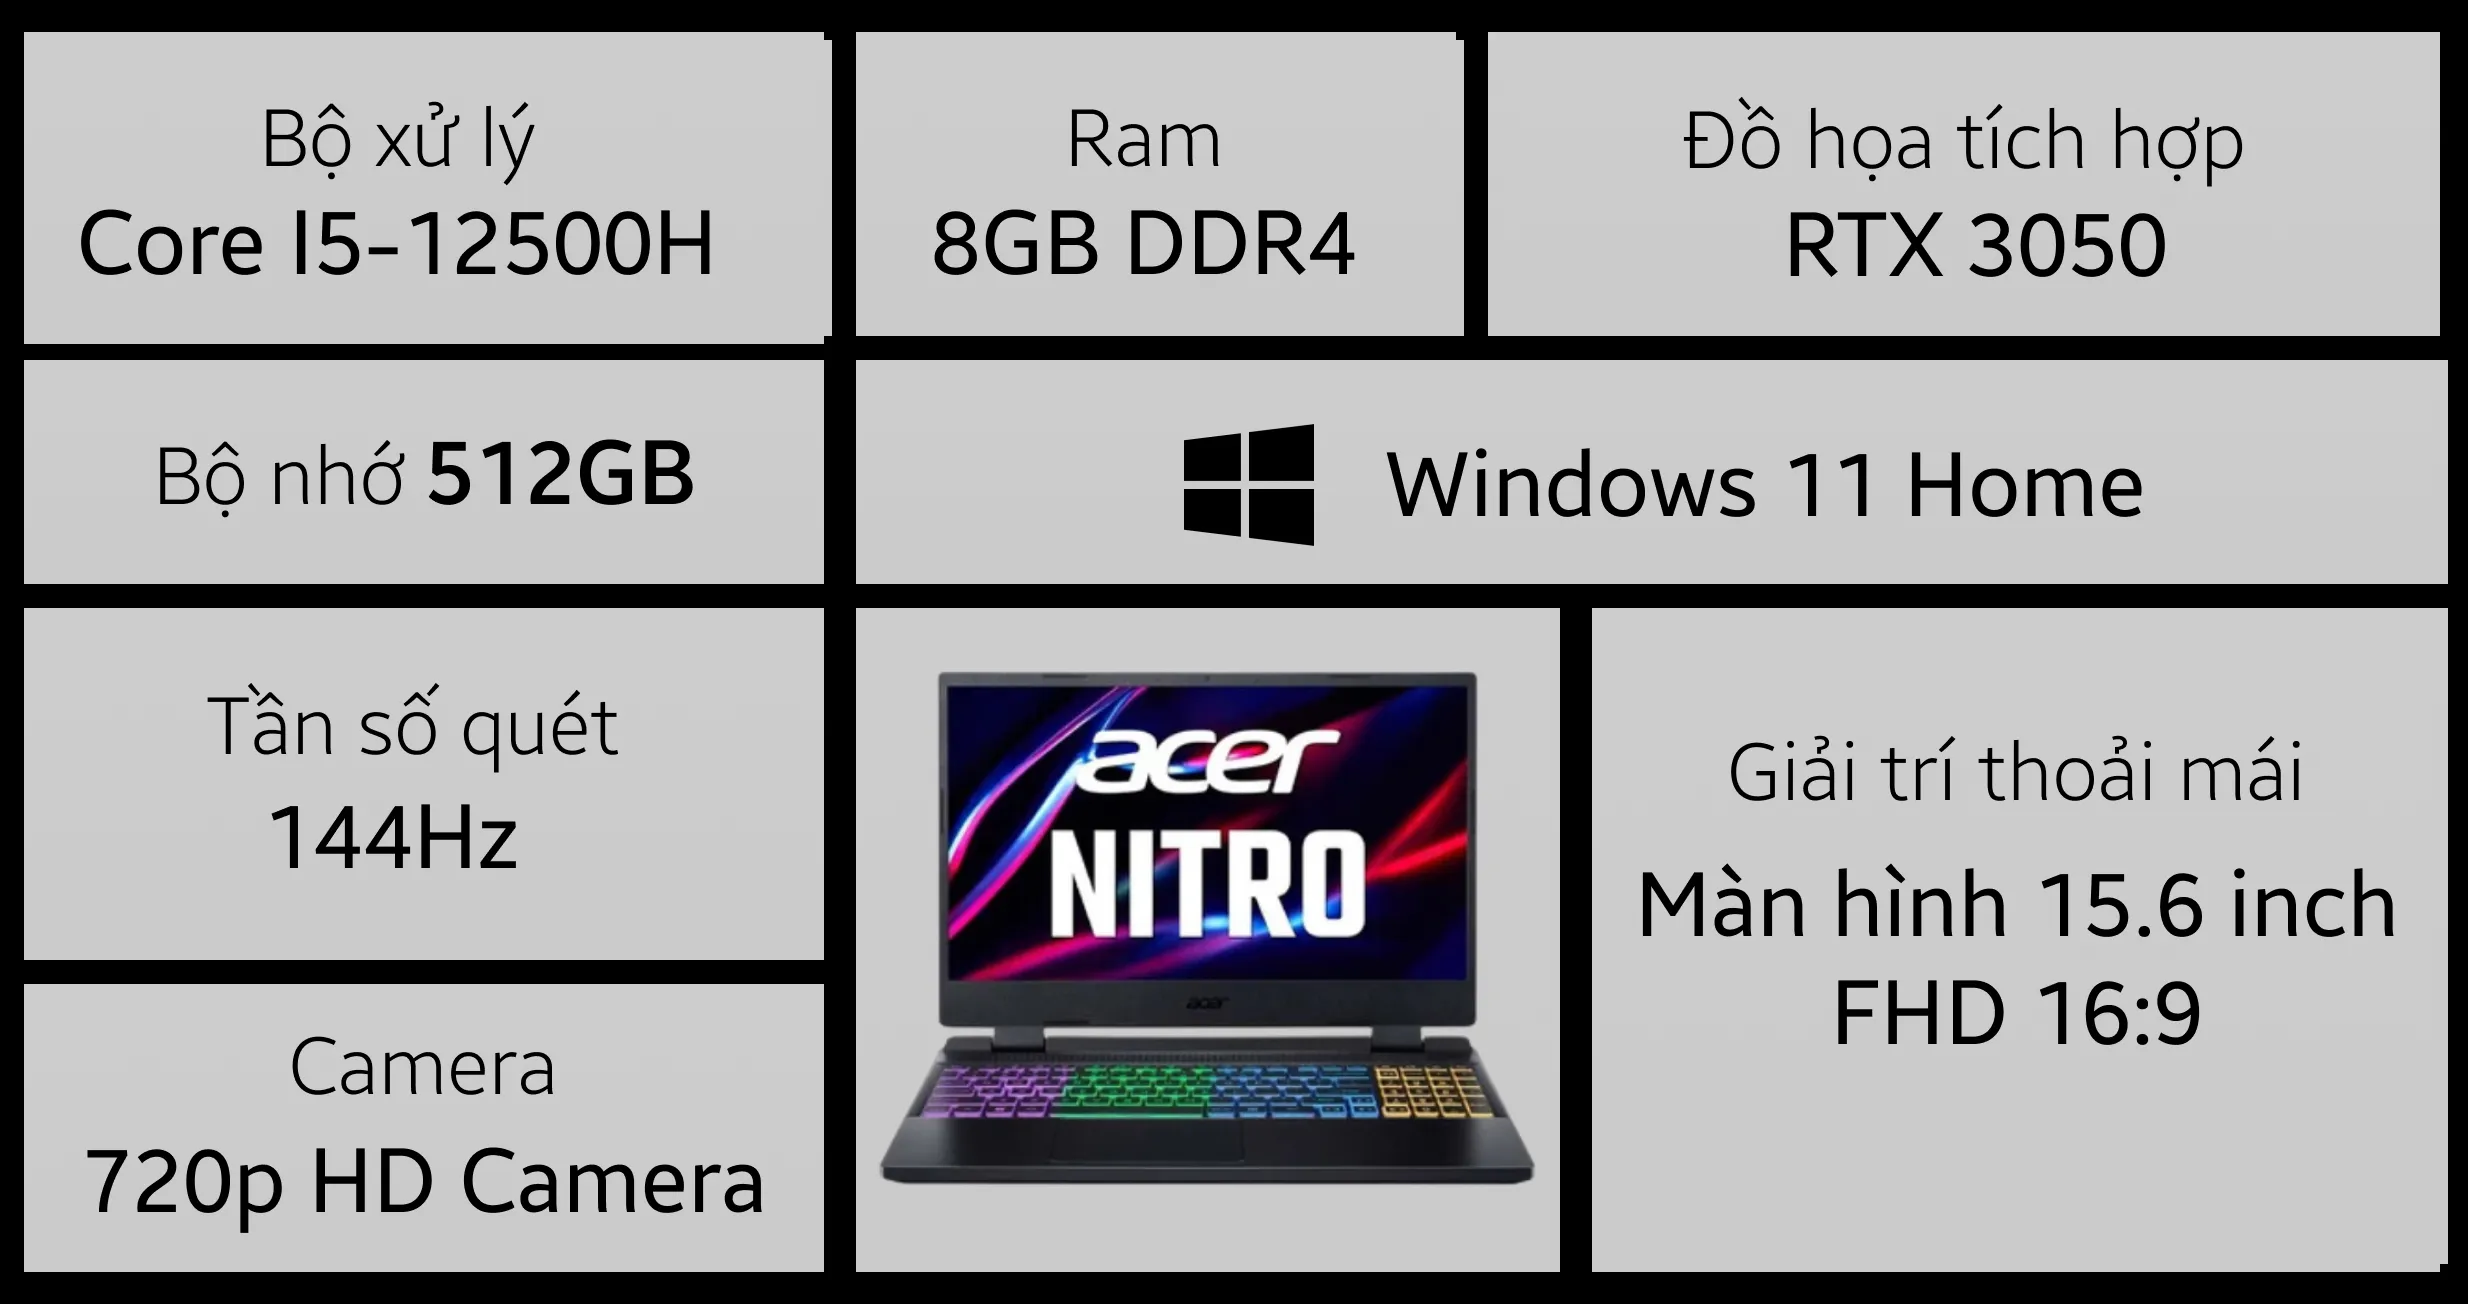 Bộ xử lý
Core I5-12500H
Ram
8GB DDR4
Đồ họa tích hợp
RTX 3050
Bộ nhớ 512GB
Windows 11 Home
Tần số quét
144Hz
acer
NITRO
acer
Giải trí thoải mái
Màn hình 15.6 inch
FHD 16:9
Camera
720p HD Camera